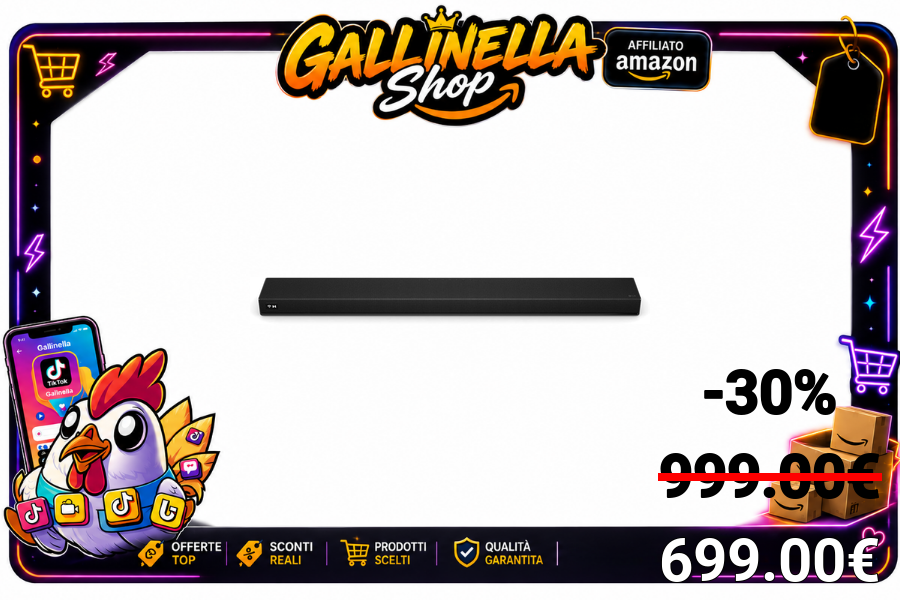 GALLINELLA
Shop
AFFILIATO
amazon
Gallinella
TikTok
Gallinella
-30%
999.00€
699.00€
OFFERTE
TOP
SCONTI
REALI
PRODOTTI
SCELTI
QUALITÀ
GARANTITA